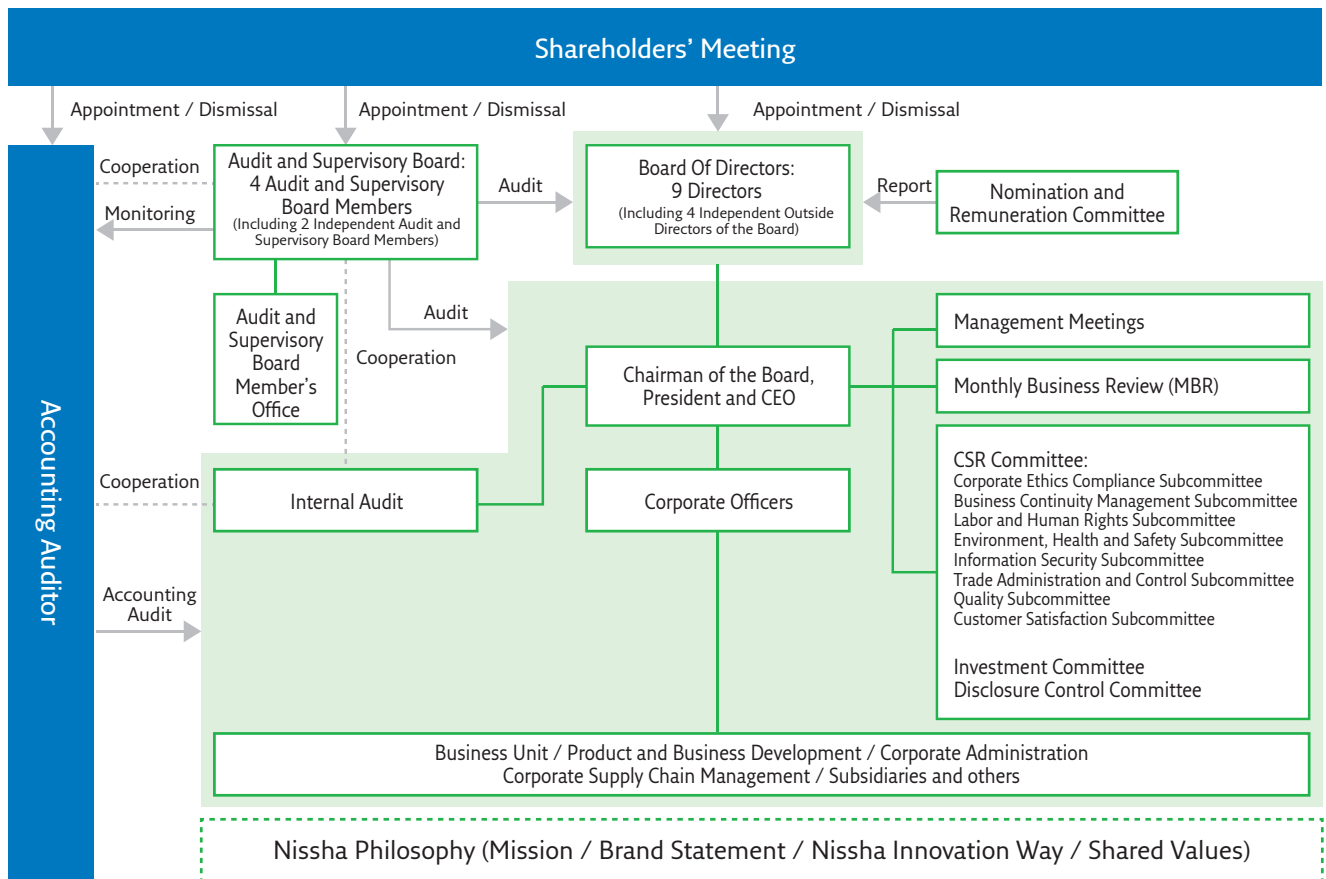 Shareholders' Meeting
Appointment / Dismissal
Appointment / Dismissal
Appointment / Dismissal
Cooperation
Monitoring
Audit and Supervisory Board:
4 Audit and Supervisory
Board Members
(Including 2 Independent Audit and
Supervisory Board Members)
Audit
Board Of Directors:
9 Directors
(Including 4 Independent Outside
Directors of the Board)
Report
Nomination and
Remuneration Committee
Audit and
Supervisory
Board
Member's
Office
Audit
Cooperation
Chairman of the Board,
President and CEO
Management Meetings
Monthly Business Review (MBR)
Accounting Auditor
Cooperation
Internal Audit
Corporate Officers
CSR Committee:
Corporate Ethics Compliance Subcommittee
Business Continuity Management Subcommittee
Labor and Human Rights Subcommittee
Environment, Health and Safety Subcommittee
Information Security Subcommittee
Trade Administration and Control Subcommittee
Quality Subcommittee
Customer Satisfaction Subcommittee
Investment Committee
Disclosure Control Committee
Accounting
Audit
Business Unit / Product and Business Development / Corporate Administration
Corporate Supply Chain Management / Subsidiaries and others
Nissha Philosophy (Mission / Brand Statement / Nissha Innovation Way / Shared Values)